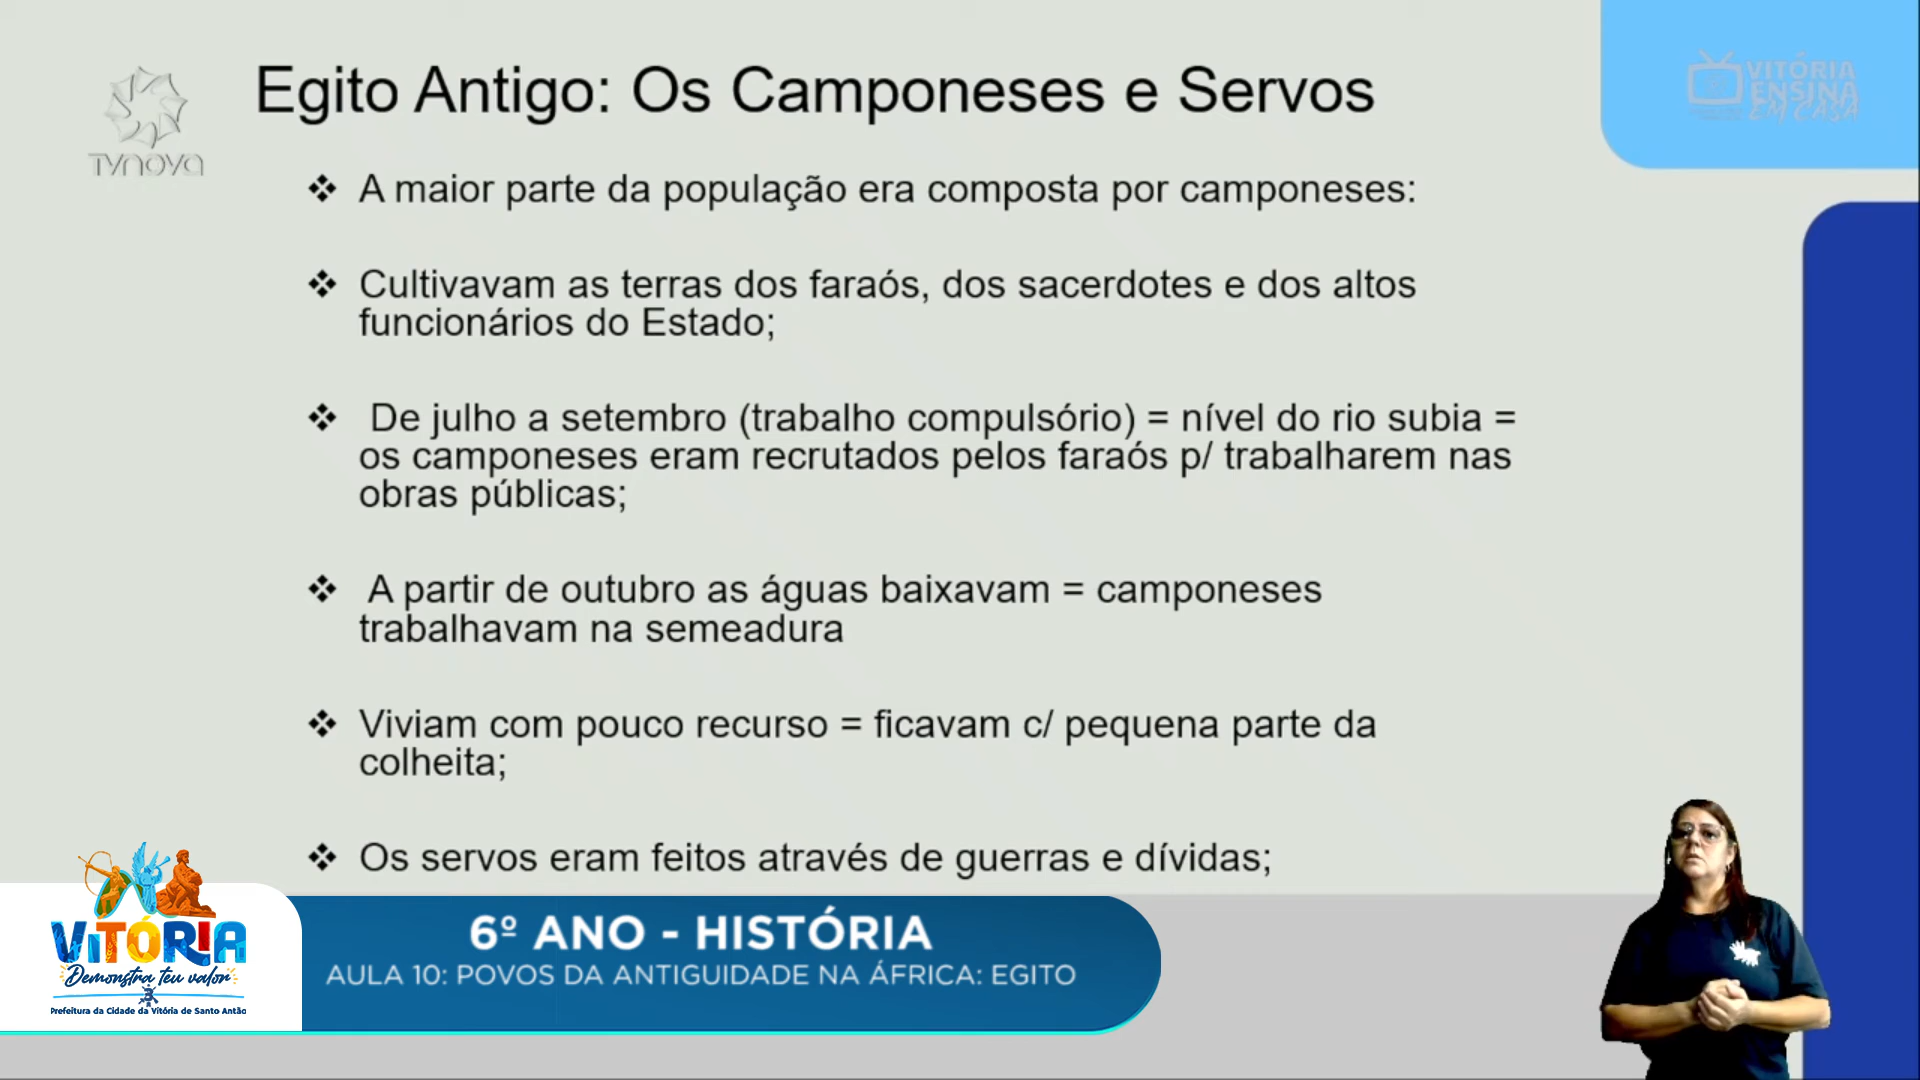 Egito Antigo: Os Camponeses e Servos
TVNOVA
VITÓRIA
ENSINA
EM CASA
❖ A maior parte da população era composta por camponeses:
❖ Cultivavam as terras dos faraós, dos sacerdotes e dos altos
funcionários do Estado;
❖ De julho a setembro (trabalho compulsório) = nível do rio subia =
os camponeses eram recrutados pelos faraós p/ trabalharem nas
obras públicas;
❖ A partir de outubro as águas baixavam = camponeses
trabalhavam na semeadura
❖ Viviam com pouco recurso = ficavam c/ pequena parte da
colheita;
❖ Os servos eram feitos através de guerras e dívidas;
VITÓRIA
Demonstra teu valor
Prefeitura da Cidade da Vitória de Santo Antão
6º ANO - HISTÓRIA
AULA 10: POVOS DA ANTIGUIDADE NA ÁFRICA: EGITO